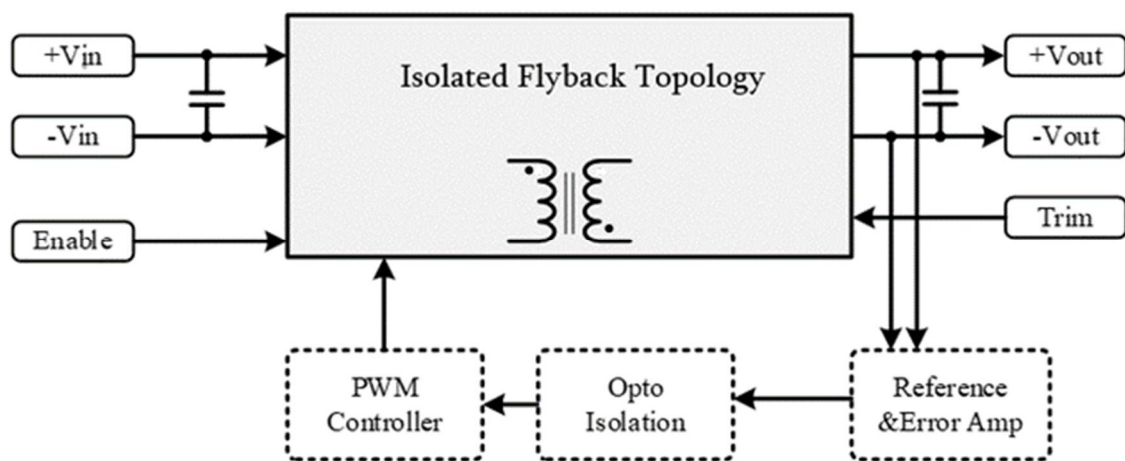 +Vin
Isolated Flyback Topology
+Vout
-Vin
-Vout
Enable
Trim
PWM
Controller
Opto
Isolation
Reference
&Error Amp